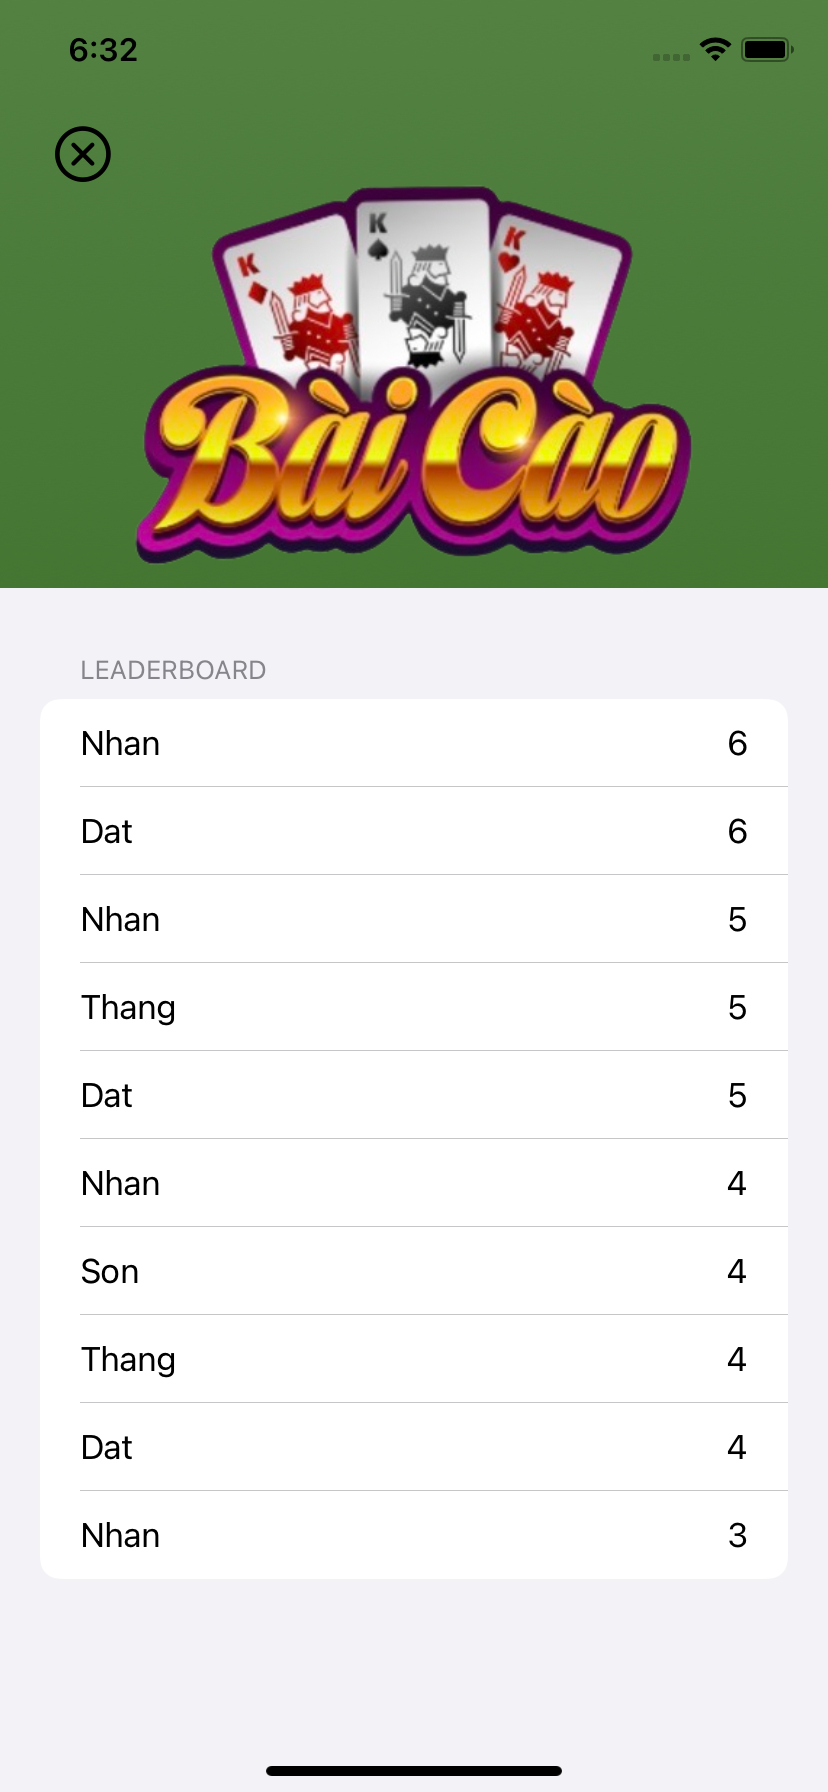 6:32
K
K
K
Bài Cào
LEADERBOARD
Nhan 6
Dat 6
Nhan 5
Thang 5
Dat 5
Nhan 4
Son 4
Thang 4
Dat 4
Nhan 3